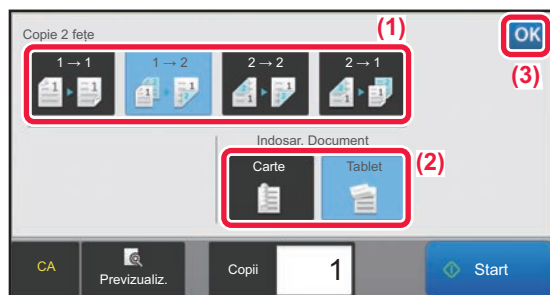 Copie 2 fețe
(1)
OK
(3)
1 → 1
1 → 2
2 → 2
2 → 1
Indosar. Document
Carte
Tablet
(2)
CA
Previzualiz.
Copii
1
Start